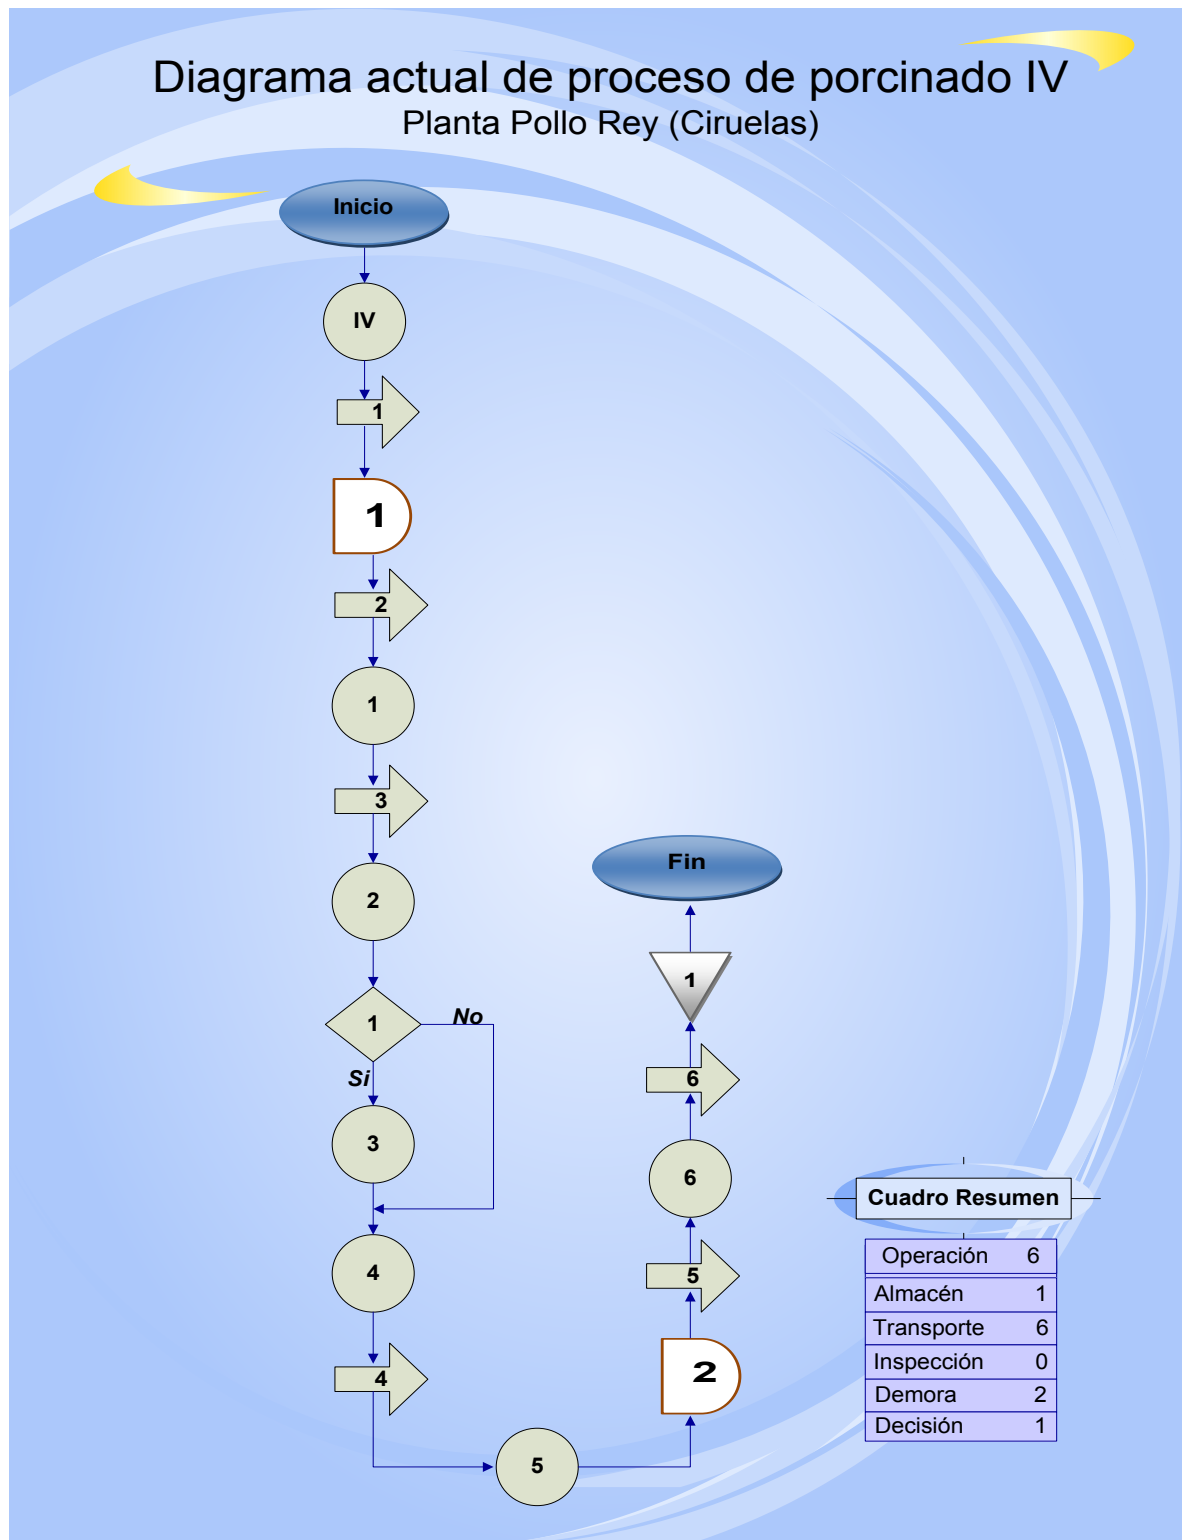 Diagrama actual de proceso de porcinado IV
Planta Pollo Rey (Ciruelas)
Inicio
IV
1
1
2
1
3
2
1
No
Si
3
4
4
5
2
5
6
6
1
Fin
Cuadro Resumen
Operación 6
Almacén 1
Transporte 6
Inspección 0
Demora 2
Decisión 1